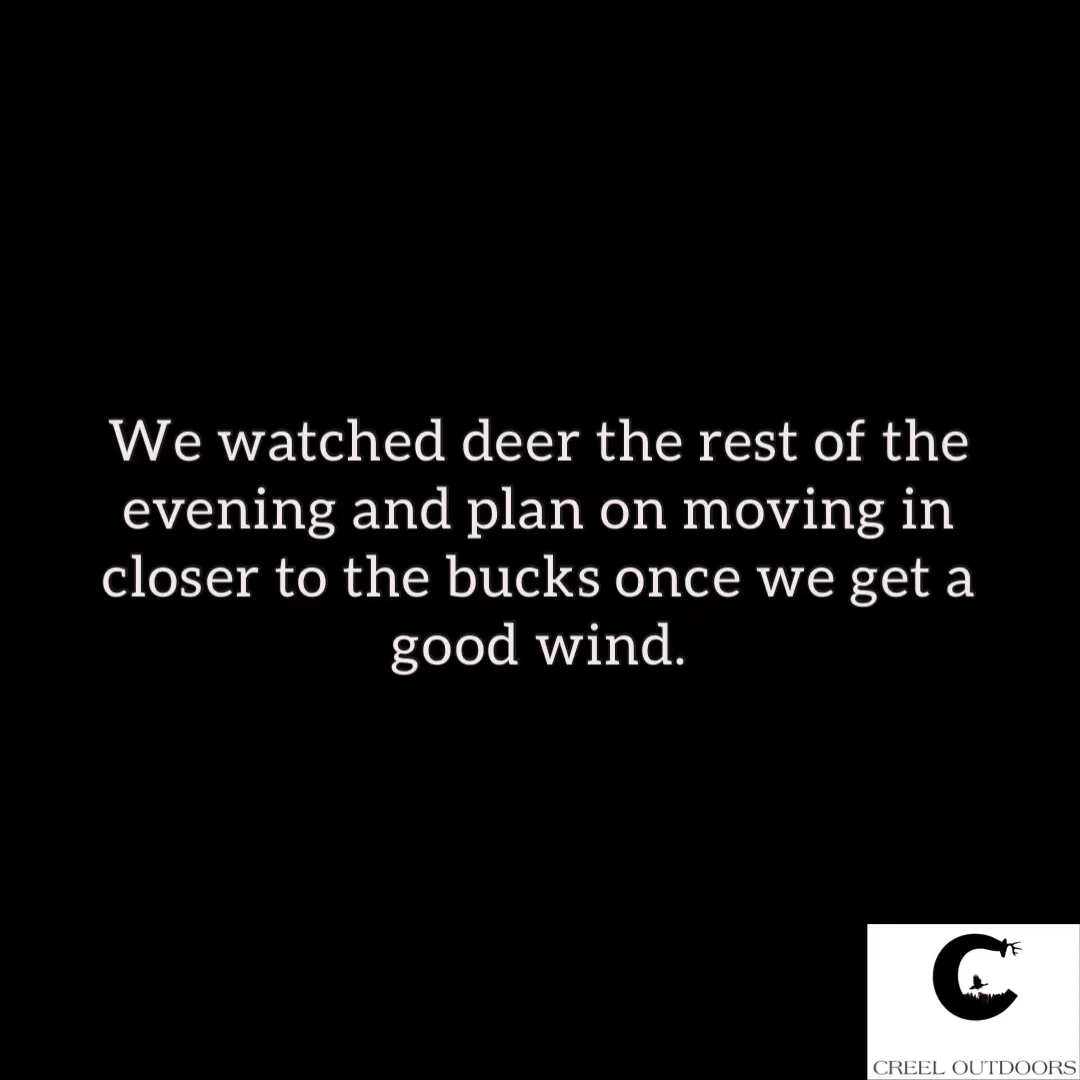 We watched deer the rest of the
evening and plan on moving in
closer to the bucks once we get a
good wind.
CREEL OUTDOORS